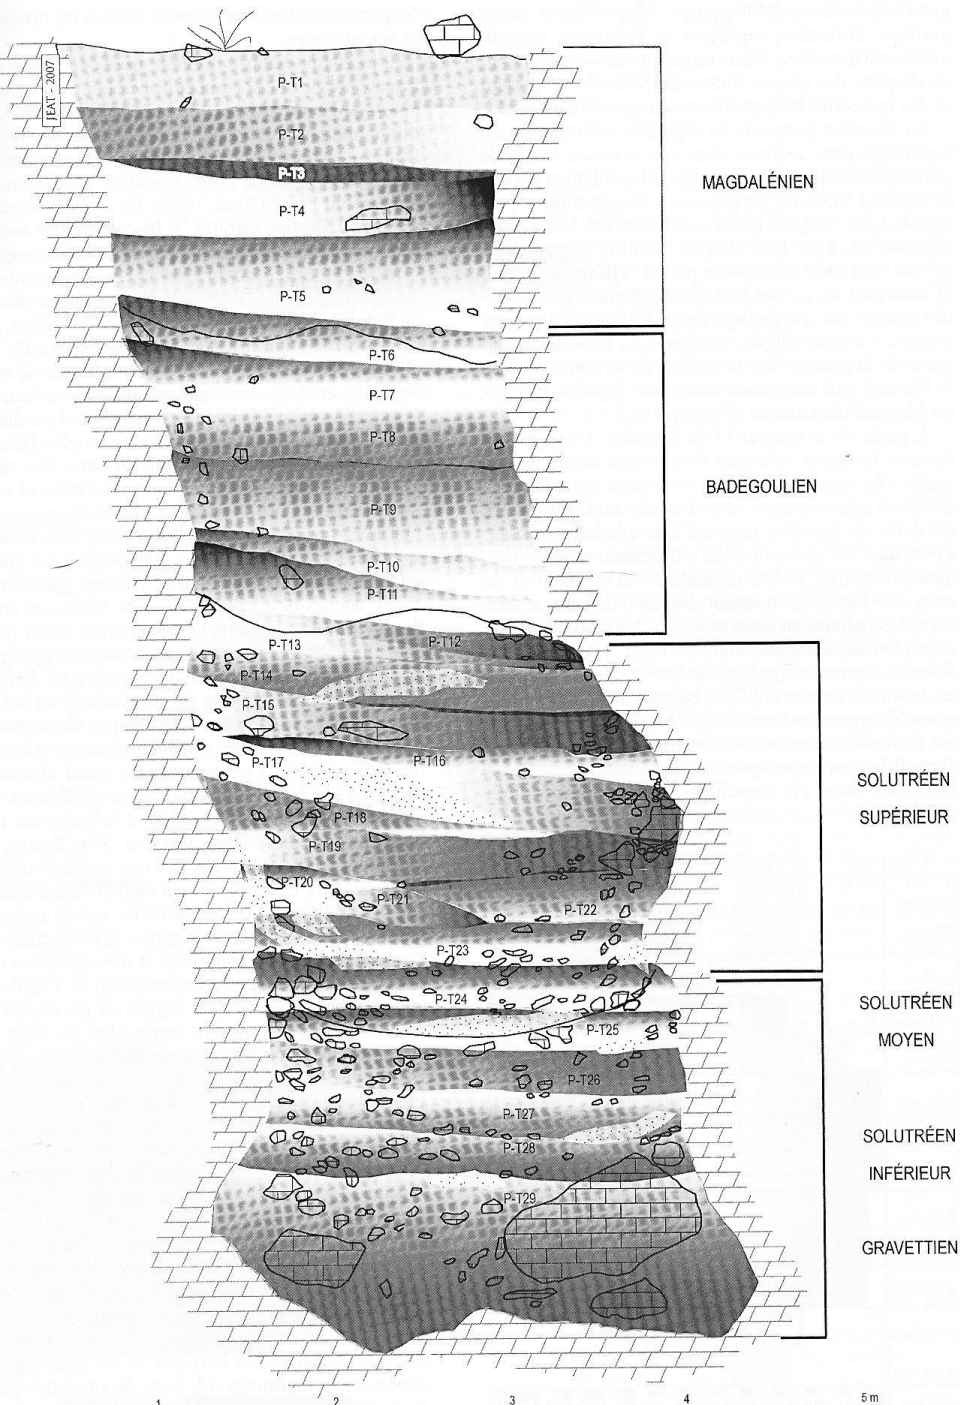 JEAT - 2007
P-T1
P-T2
P-T3
P-T4
P-T5
P-T6
P-T7
P-T8
P-T9
P-T10
P-T11
P-T12
P-T13
P-T14
P-T15
P-T16
P-T17
P-T18
P-T19
P-T20
P-T21
P-T22
P-T23
P-T24
P-T25
P-T26
P-T27
P-T28
P-T29
MAGDALÉNIEN
BADEGOULIEN
SOLUTRÉEN
SUPÉRIEUR
SOLUTRÉEN
MOYEN
SOLUTRÉEN
INFÉRIEUR
GRAVETTIEN
1 2 3 4 5 m